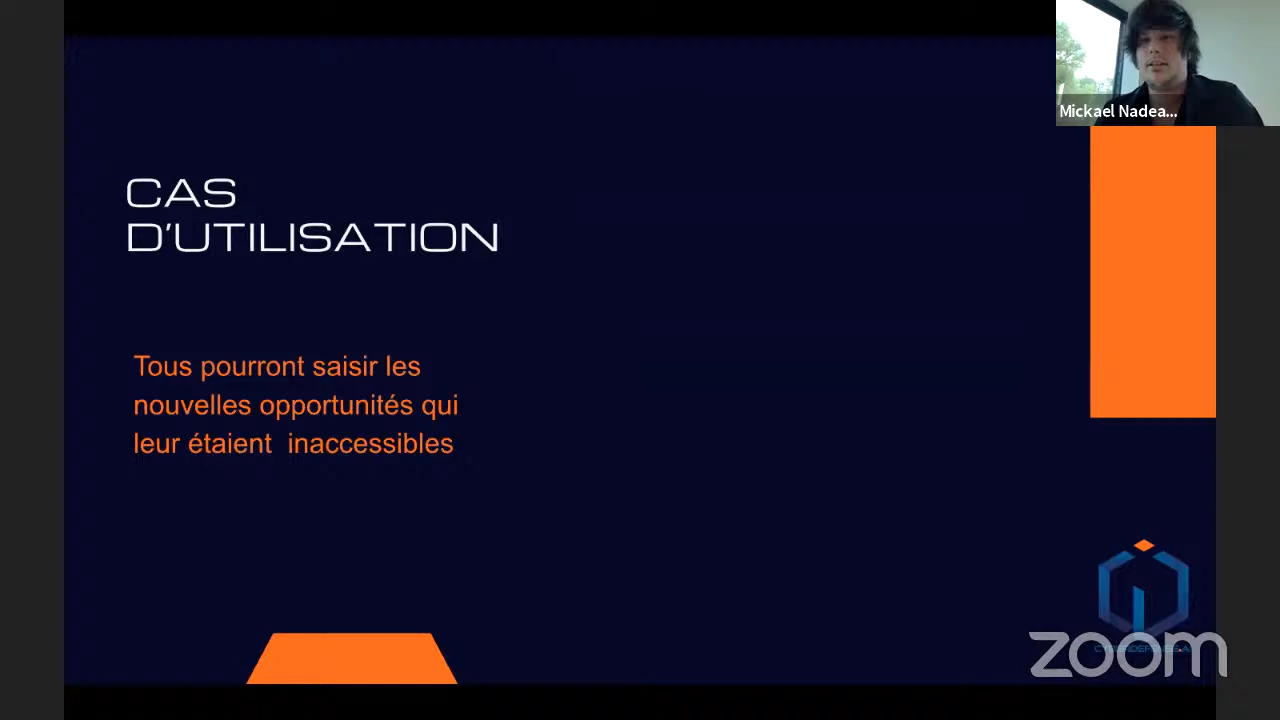 Mickael Nadea...
CAS
D'UTILISATION
Tous pourront saisir les
nouvelles opportunités qui
leur étaient  inaccessibles
zoom